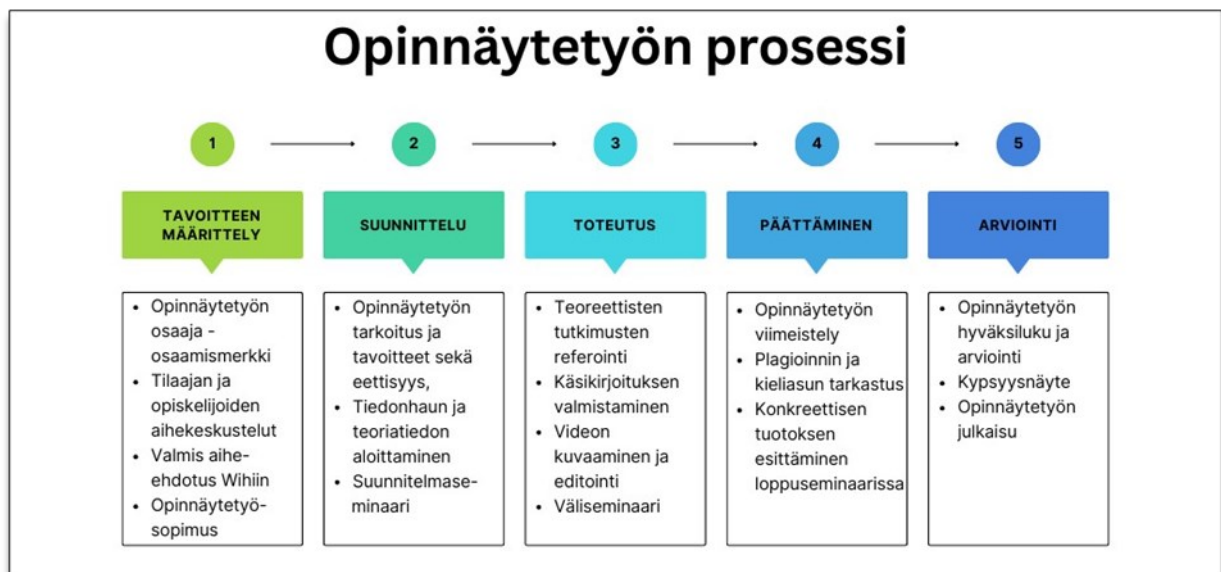 Opinnäytetyön prosessi
1
2
3
4
5
TAVOITTEEN
MÄÄRITTELY
SUUNNITTELU
TOTEUTUS
PÄÄTTÄMINEN
ARVIOINTI
• Opinnäytetyön
osaaja -
osaamismerkki
• Tilaajan ja
opiskelijoiden
aihekeskustelut
• Valmis aihe-
ehdotus Wihiin
• Opinnäytetyö-
sopimus
• Opinnäytetyön
tarkoitus ja
tavoitteet sekä
eettisyys,
• Tiedonhaun ja
teoriatiedon
aloittaminen
• Suunnitelmase-
minaari
• Teoreettisten
tutkimusten
referointi
• Käsikirjoituksen
valmistaminen
• Videon
kuvaaminen ja
editointi
• Väliseminaari
• Opinnäytetyön
viimeistely
• Plagioinnin ja
kieliasun tarkastus
• Konkreettisen
tuotoksen
esittäminen
loppuseminaarissa
• Opinnäytetyön
hyväksiluku ja
arviointi
• Kypsyysnäyte
• Opinnäytetyön
julkaisu